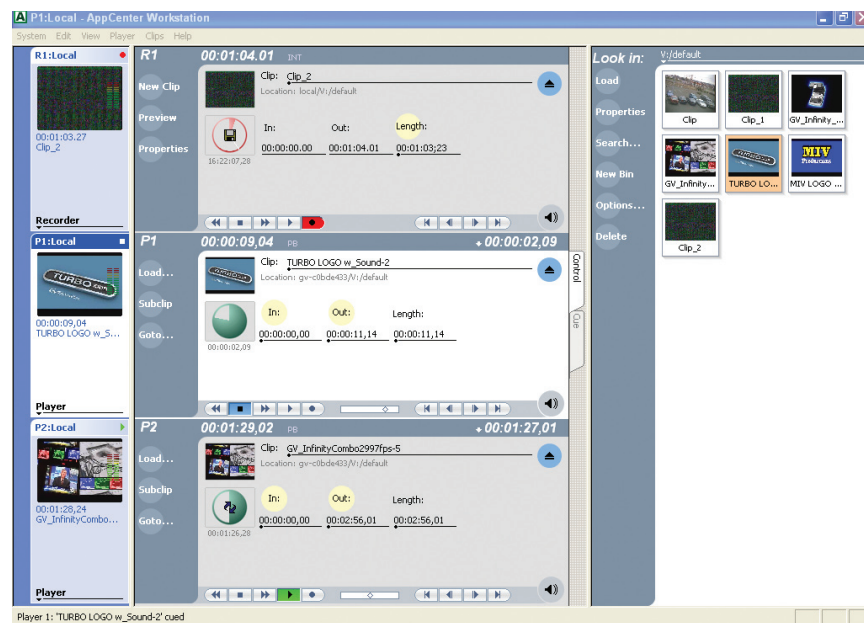 P1:Local - AppCenter Workstation
System Edit View Player Clips Help
R1:Local
00:01:03.27
Clip_2
Recorder
R1 00:01:04.01 INT
New Clip
Preview
Properties
Clip: Clip_2
Location: local/V:/default
In: Out: Length:
00:00:00.00 00:01:04.01 00:01:03;23
16:22:07,28
P1:Local
00:00:09,04
TURBO LOGO w_S...
Player
P1 00:00:09,04 PB 00:00:02,09
Load...
Subclip
Goto...
Clip: TURBO LOGO w_Sound-2
Location: gv-c0bde433/V:/default
In: Out: Length:
00:00:00,00 00:00:11,14 00:00:11,14
00:00:02,09
Control
Cue
P2:Local
00:01:28,24
GV_InfinityCombo...
Player
P2 00:01:29,02 PB 00:01:27,01
Load...
Subclip
Goto...
Clip: GV_InfinityCombo2997fps-5
Location: gv-c0bde433/V:/default
In: Out: Length:
00:00:00,00 00:02:56,01 00:02:56,01
00:01:26,28
Look in: V:/default
Load
Properties
Search...
New Bin
Options...
Delete
Clip
Clip_1
GV_Infinity_...
GV_Infinity...
TURBO LO...
MIV LOGO ...
Clip_2
Player 1: 'TURBO LOGO w_Sound-2' cued